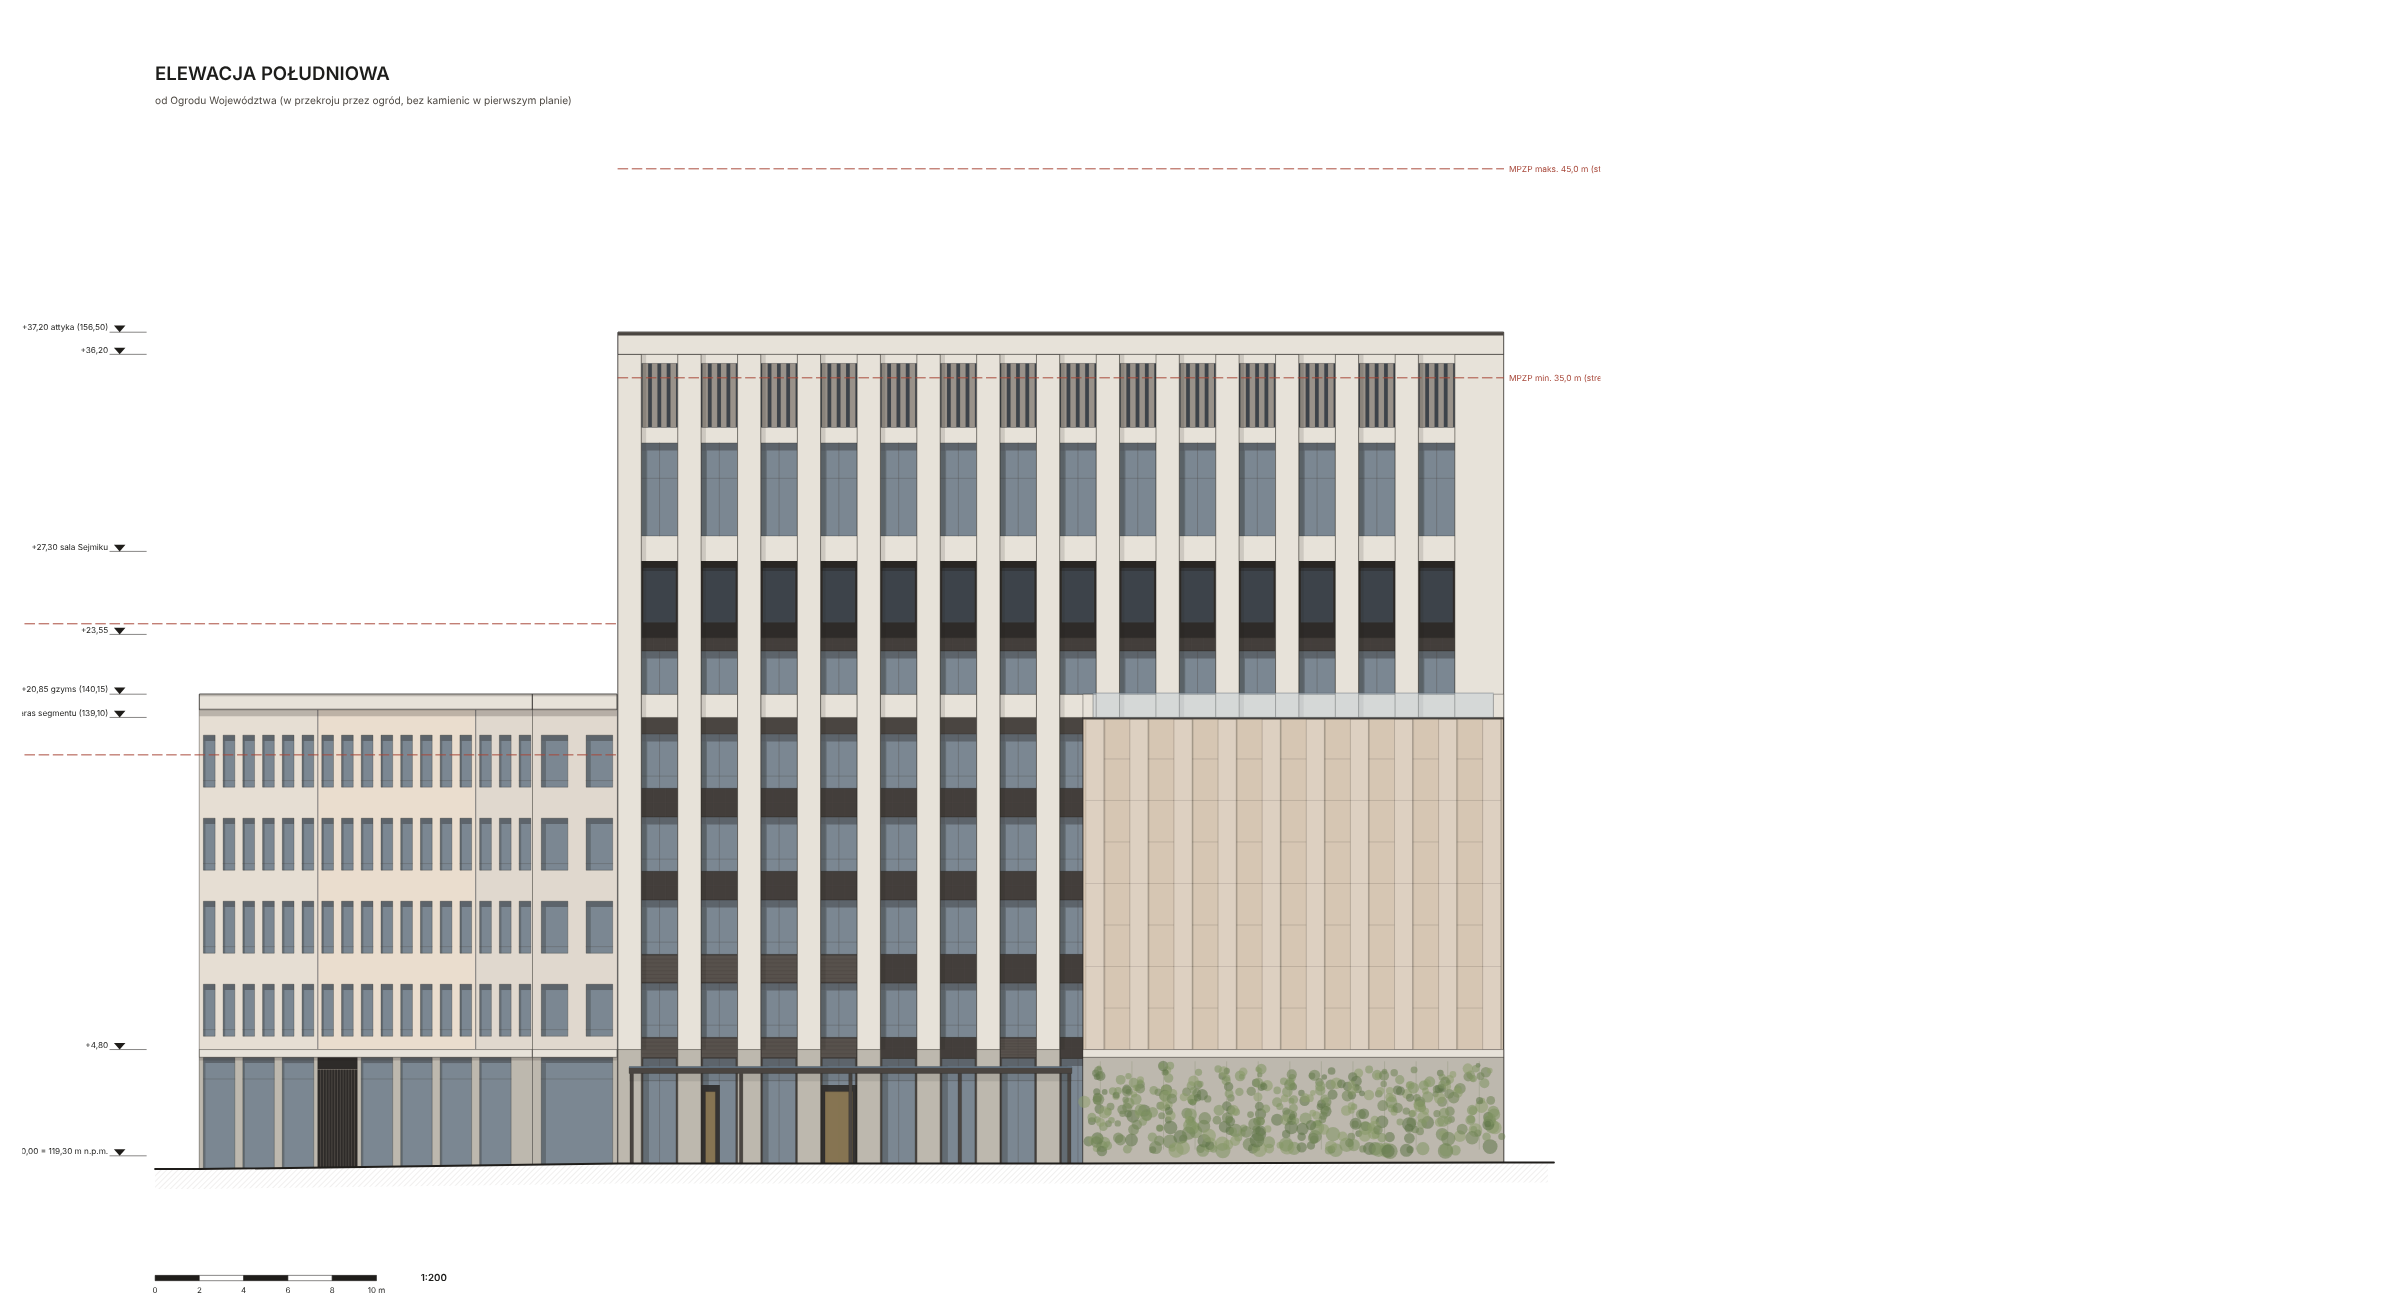 ELEWACJA POŁUDNIOWA
od Ogrodu Województwa (w przekroju przez ogród, bez kamienic w pierwszym planie)
MPZP maks. 45,0 m (st
+37,20 attyka (156,50)
+36,20
MPZP min. 35,0 m (stre
+27,30 sala Sejmiku
+23,55
+20,85 gzyms (140,15)
segmentu (139,10)
+4,80
0,00 = 119,30 m n.p.m.
1:200
0 2 4 6 8 10 m